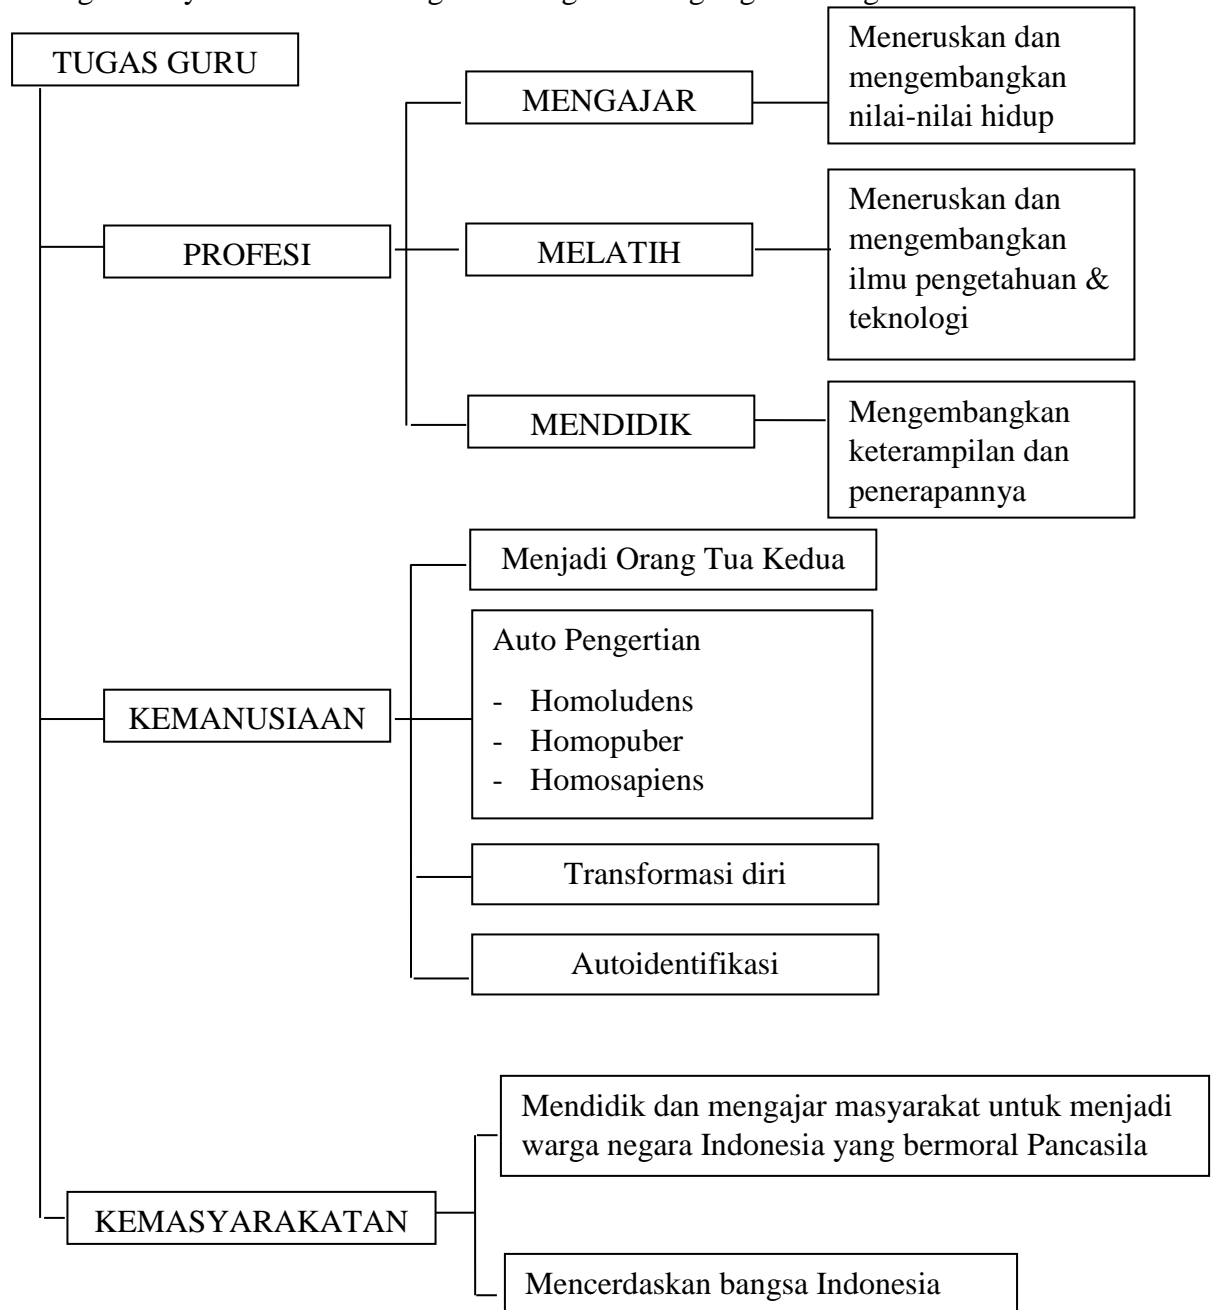 TUGAS GURU
MENGAJAR
Meneruskan dan
mengembangkan
nilai-nilai hidup
PROFESI
MELATIH
Meneruskan dan
mengembangkan
ilmu pengetahuan &
teknologi
MENDIDIK
Mengembangkan
keterampilan dan
penerapannya
Menjadi Orang Tua Kedua
Auto Pengertian
- Homoludens
- Homopuber
- Homosapiens
KEMANUSIAAN
Transformasi diri
Autoidentifikasi
Mendidik dan mengajar masyarakat untuk menjadi
warga negara Indonesia yang bermoral Pancasila
KEMASYARAKATAN
Mencerdaskan bangsa Indonesia